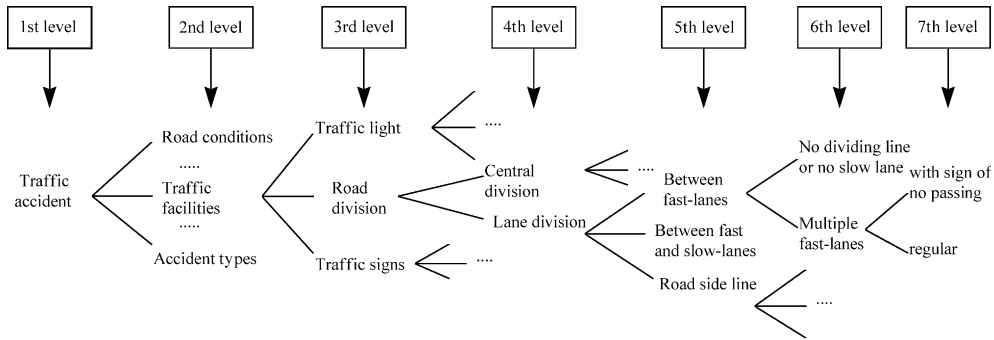 1st level
2nd level
3rd level
4th level
5th level
6th level
7th level
Traffic
accident
Road conditions
.....
Traffic
facilities
.....
Accident types
Traffic light
Road
division
Traffic signs
....
Central
division
Lane division
....
....
Between
fast-lanes
Between fast
and slow-lanes
Road side line
No dividing line
or no slow lane
Multiple
fast-lanes
....
with sign of
no passing
regular